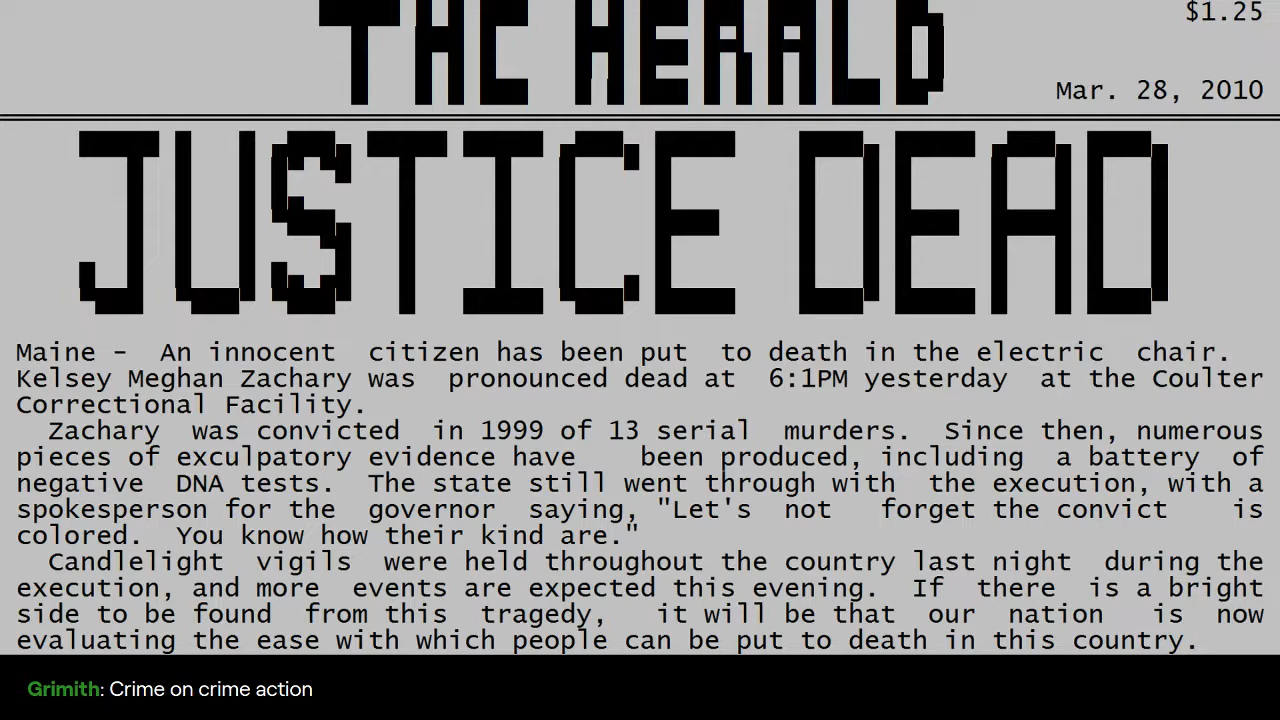 THE HERALD
$1.25
Mar. 28, 2010
JUSTICE DEAD
Maine - An innocent citizen has been put to death in the electric chair.
Kelsey Meghan Zachary was pronounced dead at 6:1PM yesterday at the Coulter
Correctional Facility.
Zachary was convicted in 1999 of 13 serial murders. Since then, numerous
pieces of exculpatory evidence have been produced, including a battery of
negative DNA tests. The state still went through with the execution, with a
spokesperson for the governor saying, "Let's not forget the convict is
colored. You know how their kind are."
Candlelight vigils were held throughout the country last night during the
execution, and more events are expected this evening. If there is a bright
side to be found from this tragedy, it will be that our nation is now
evaluating the ease with which people can be put to death in this country.
Grimith: Crime on crime action